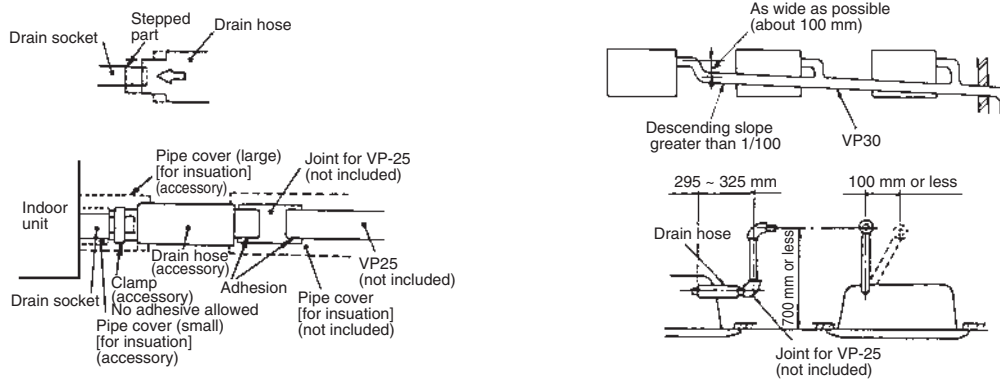 Stepped
part
Drain hose
Drain socket
Pipe cover (large)
[for insuation]
(accessory)
Joint for VP-25
(not included)
Indoor
unit
Drain hose
(accessory)
VP25
(not included)
Clamp
(accessory)
Adhesion
Drain socket
No adhesive allowed
Pipe cover (small)
[for insuation]
(accessory)
Pipe cover
[for insuation]
(not included)
As wide as possible
(about 100 mm)
Descending slope
greater than 1/100
VP30
295 ~ 325 mm
100 mm or less
Drain hose
700 mm or less
Joint for VP-25
(not included)